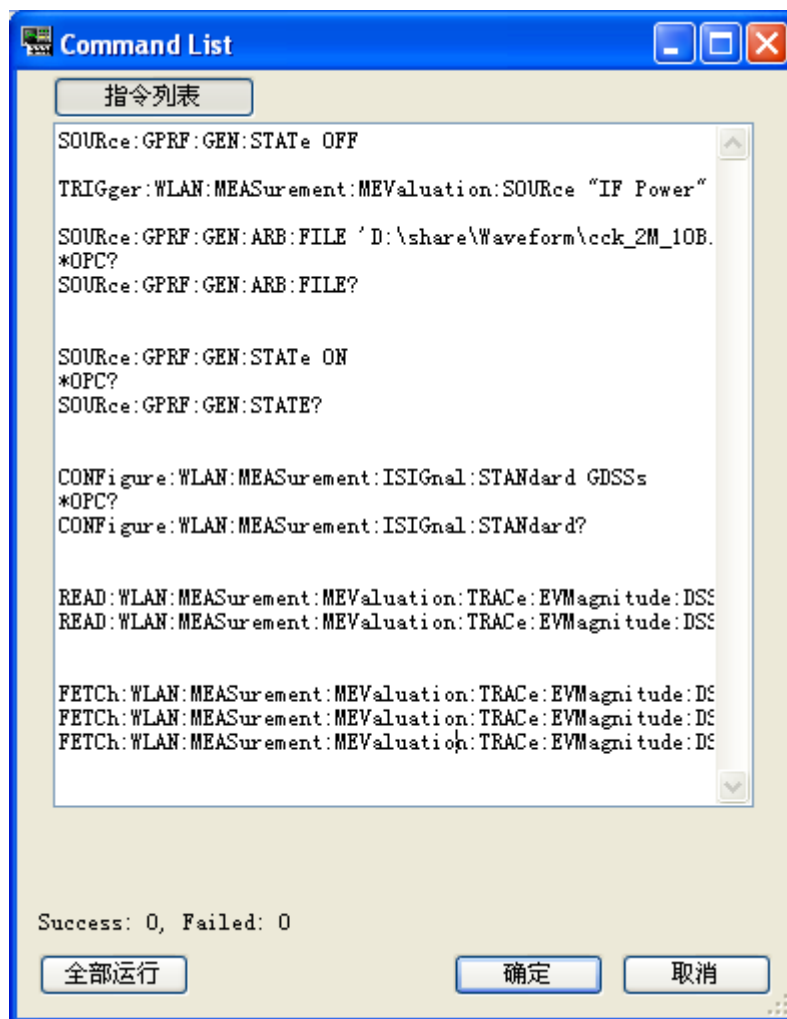 Command List
指令列表
SOURce:GPRF:GEN:STATe OFF
TRIGger:WLAN:MEASurement:MEValuation:SOURce "IF Power"
SOURce:GPRF:GEN:ARB:FILE 'D:\share\Waveform\cck_2M_10B.
*OPC?
SOURce:GPRF:GEN:ARB:FILE?
SOURce:GPRF:GEN:STATe ON
*OPC?
SOURce:GPRF:GEN:STATE?
CONFigure:WLAN:MEASurement:ISIGnal:STANdard GDSSs
*OPC?
CONFigure:WLAN:MEASurement:ISIGnal:STANdard?
READ:WLAN:MEASurement:MEValuation:TRACe:EVMagnitude:DSS
READ:WLAN:MEASurement:MEValuation:TRACe:EVMagnitude:DSS
FETCh:WLAN:MEASurement:MEValuation:TRACe:EVMagnitude:DS
FETCh:WLAN:MEASurement:MEValuation:TRACe:EVMagnitude:DS
FETCh:WLAN:MEASurement:MEValuation:TRACe:EVMagnitude:DS
Success: 0, Failed: 0
全部运行 确定 取消